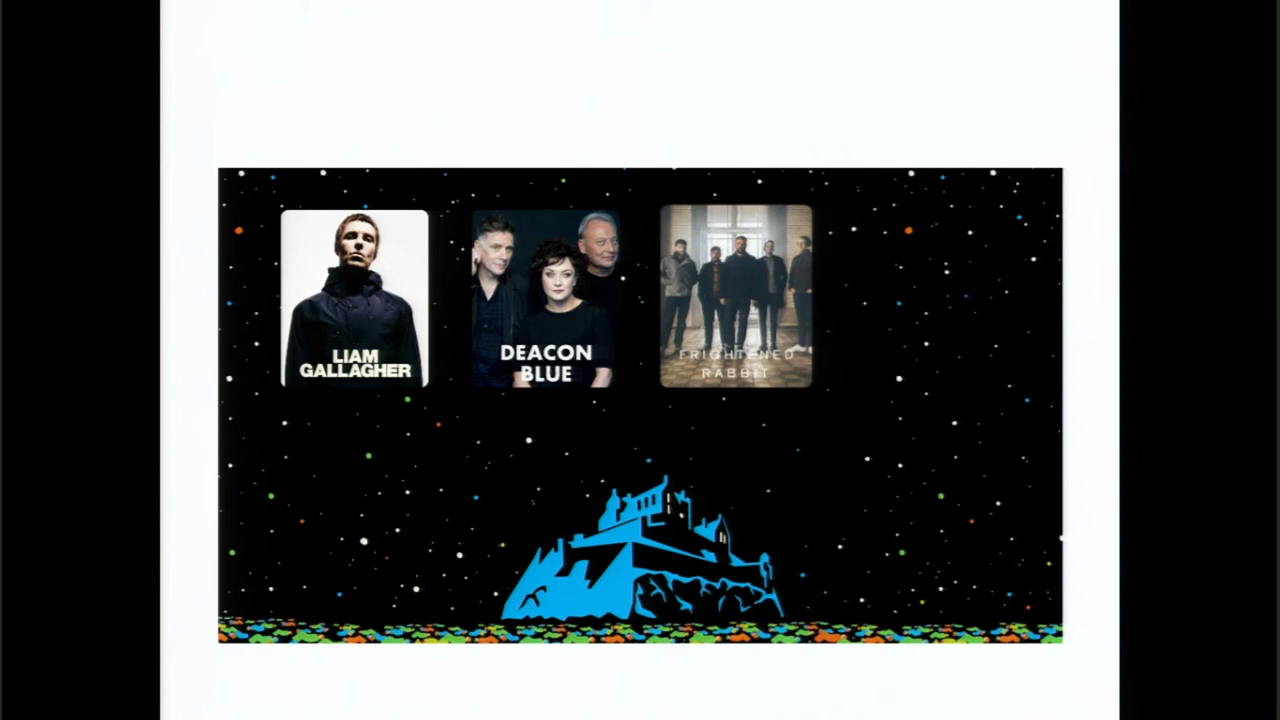 LIAM
GALLAGHER
DEACON
BLUE
FRIGHTENED
RABBIT